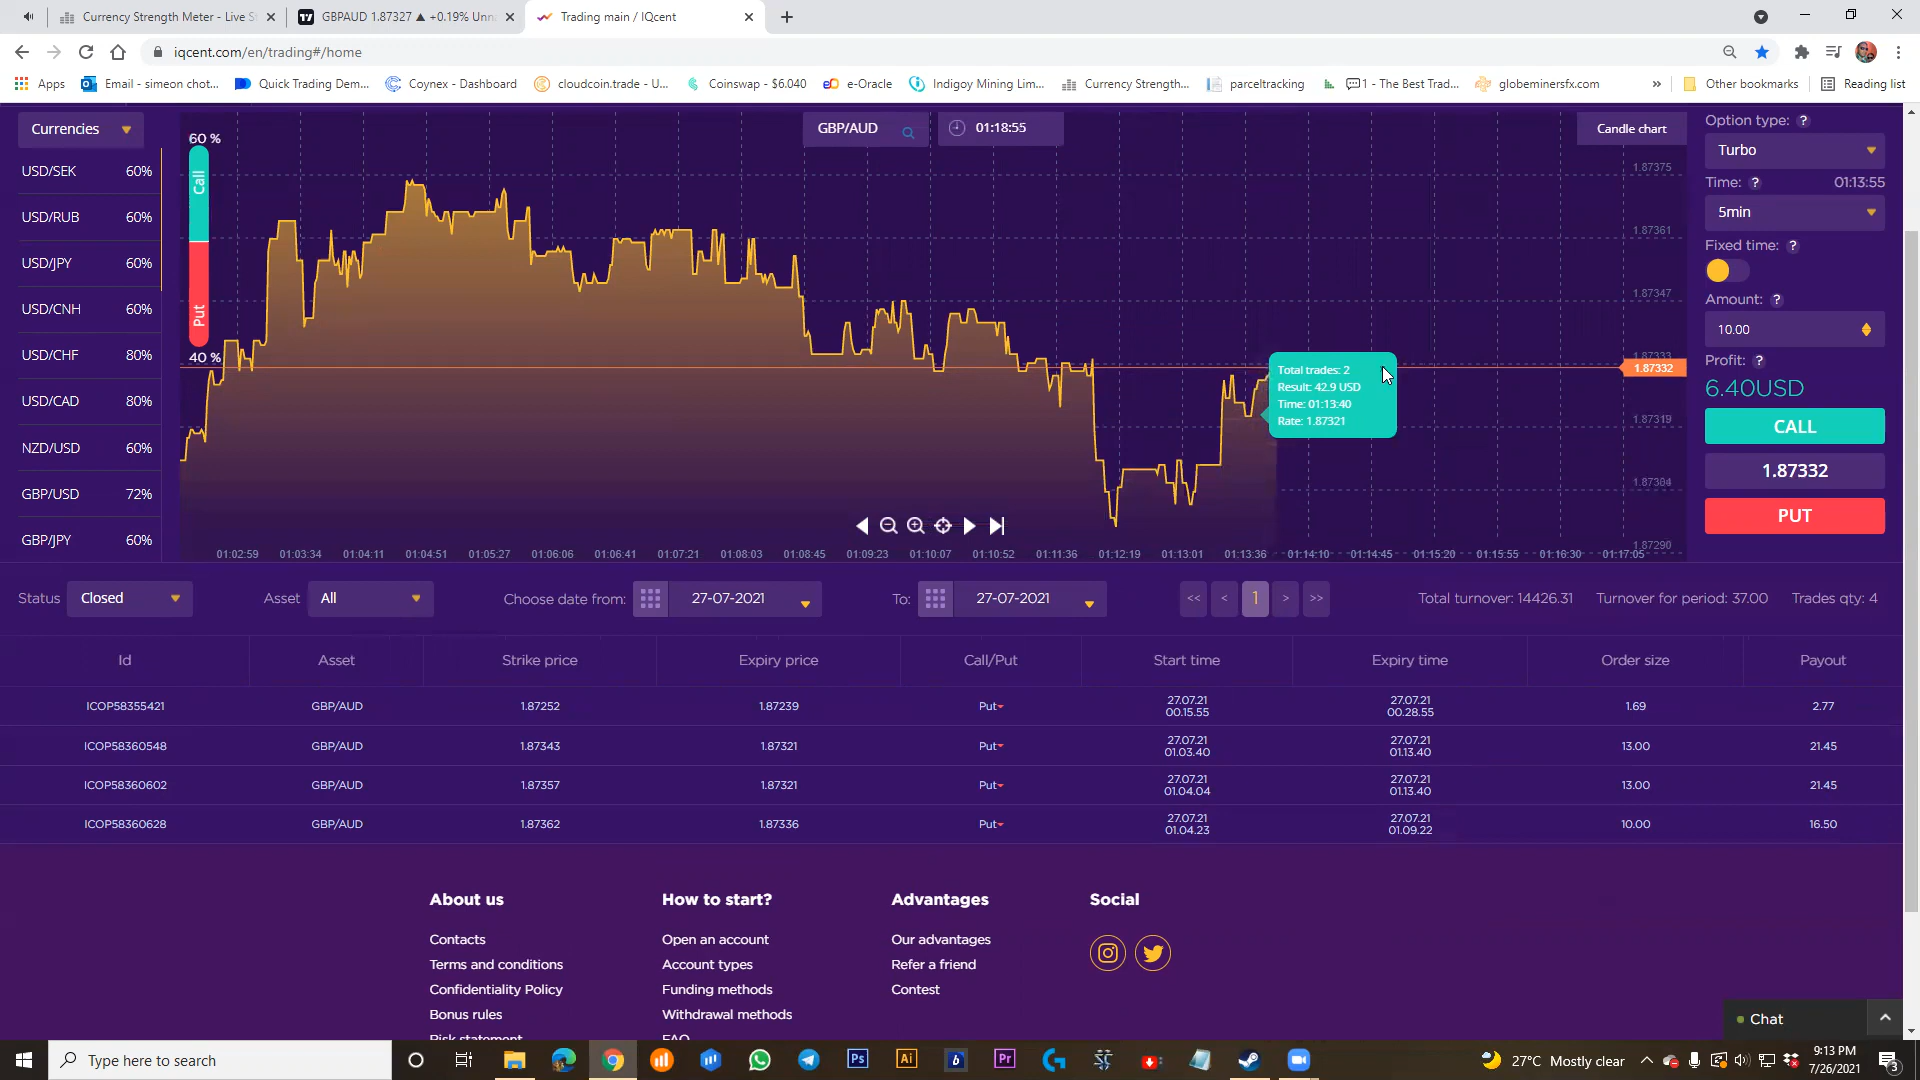 Currency Strength Meter - Live S
GBPAUD 1.87327 ▲ +0.19% Unn
Trading main / IQcent
iqcent.com/en/trading#/home
Apps
Email - simeon chot...
Quick Trading Dem...
Coynex - Dashboard
cloudcoin.trade - U...
Coinswap - $6.040
e-Oracle
Indigoy Mining Lim...
Currency Strength...
parceltracking
1 - The Best Trad...
globeminersfx.com
»
Other bookmarks
Reading list
Currencies
60 %
GBP/AUD
01:18:55
Candle chart
Option type: ?
Turbo
Time: ? 01:13:55
5min
Fixed time: ?
Amount: ?
10.00
Profit: ?
6.40USD
CALL
1.87332
PUT
USD/SEK 60%
USD/RUB 60%
USD/JPY 60%
USD/CNH 60%
USD/CHF 80%
USD/CAD 80%
NZD/USD 60%
GBP/USD 72%
GBP/JPY 60%
Call
Put
40 %
1.87375
1.87361
1.87347
1.87333
1.87332
1.87319
1.87304
1.87290
Total trades: 2
Result: 42.9 USD
Time: 01:13:40
Rate: 1.87321
01:02:59 01:03:34 01:04:11 01:04:51 01:05:27 01:06:06 01:06:41 01:07:21 01:08:03 01:08:45 01:09:23 01:10:07 01:10:52 01:11:36 01:12:19 01:13:01 01:13:36 01:14:10 01:14:45 01:15:20 01:15:55 01:16:30 01:17:05
Status Closed Asset All Choose date from: 27-07-2021 To: 27-07-2021 << < 1 > >> Total turnover: 14426.31 Turnover for period: 37.00 Trades qty: 4
Id Asset Strike price Expiry price Call/Put Start time Expiry time Order size Payout
ICOP58355421 GBP/AUD 1.87252 1.87239 Put 27.07.21 00.15.55 27.07.21 00.28.55 1.69 2.77
ICOP58360548 GBP/AUD 1.87343 1.87321 Put 27.07.21 01.03.40 27.07.21 01.13.40 13.00 21.45
ICOP58360602 GBP/AUD 1.87357 1.87321 Put 27.07.21 01.04.04 27.07.21 01.13.40 13.00 21.45
ICOP58360628 GBP/AUD 1.87362 1.87336 Put 27.07.21 01.04.23 27.07.21 01.09.22 10.00 16.50
About us
Contacts
Terms and conditions
Confidentiality Policy
Bonus rules
Risk statement
How to start?
Open an account
Account types
Funding methods
Withdrawal methods
FAQ
Advantages
Our advantages
Refer a friend
Contest
Social
Chat
Type here to search
Ps
Ai
b
Pr
27°C Mostly clear
9:13 PM
7/26/2021
3